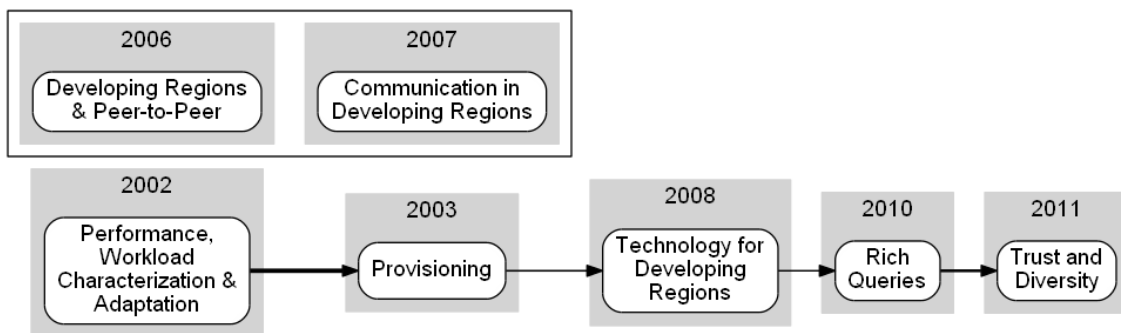 2006
Developing Regions
& Peer-to-Peer
2007
Communication in
Developing Regions
2002
Performance,
Workload
Characterization &
Adaptation
2003
Provisioning
2008
Technology for
Developing
Regions
2010
Rich
Queries
2011
Trust and
Diversity